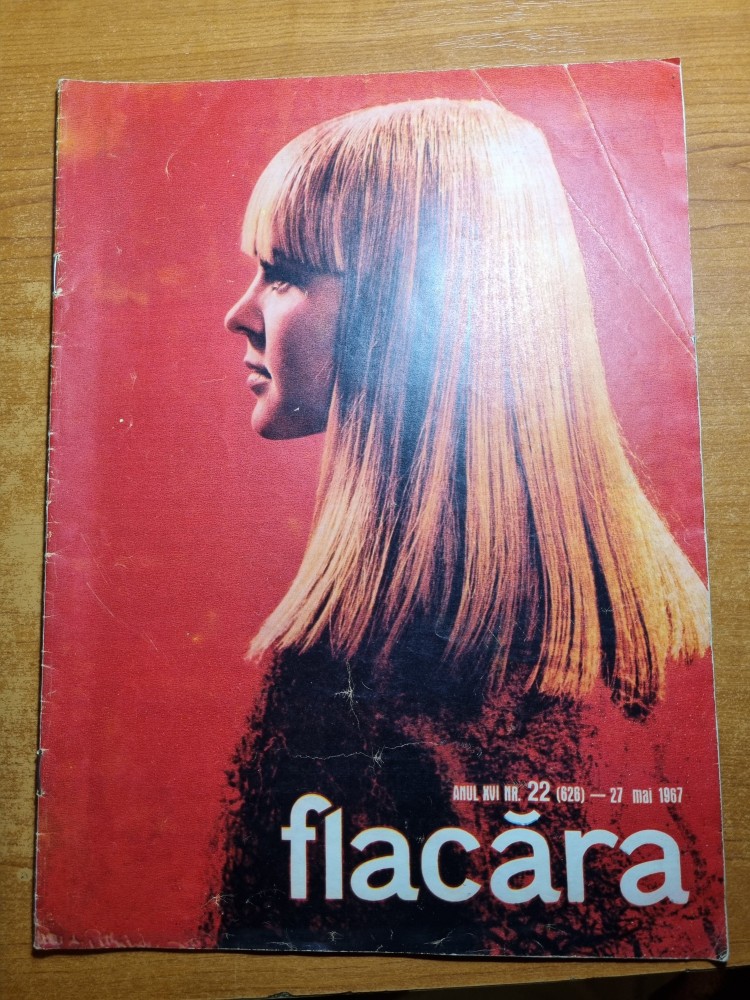 ANUL XVI NR. 22 (626) — 27 mai 1967
flacăra